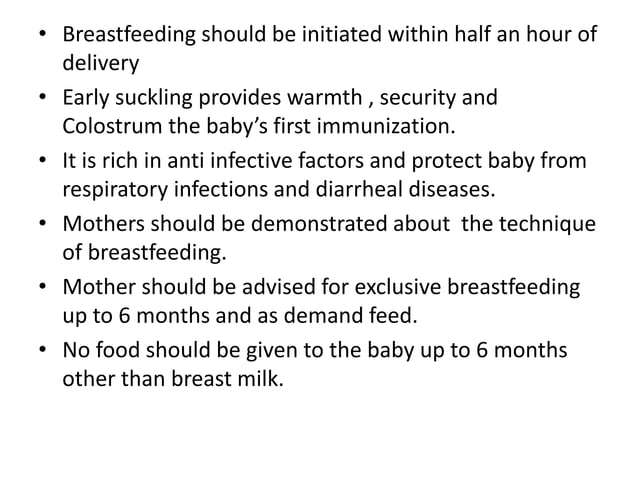 • Breastfeeding should be initiated within half an hour of
delivery
• Early suckling provides warmth , security and
Colostrum the baby’s first immunization.
• It is rich in anti infective factors and protect baby from
respiratory infections and diarrheal diseases.
• Mothers should be demonstrated about  the technique
of breastfeeding.
• Mother should be advised for exclusive breastfeeding
up to 6 months and as demand feed.
• No food should be given to the baby up to 6 months
other than breast milk.